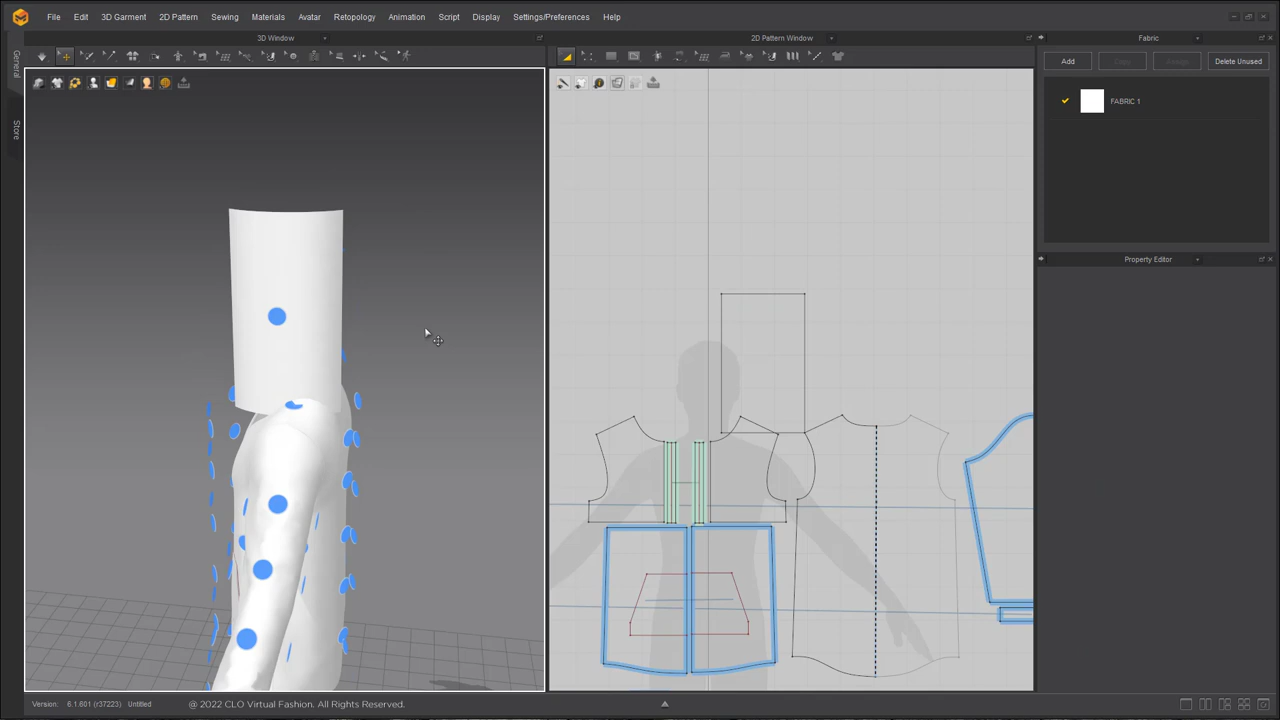 File Edit 3D Garment 2D Pattern Sewing Materials Avatar Retopology Animation Script Display Settings/Preferences Help
3D Window
2D Pattern Window
Fabric
General
Store
Add
Delete Unused
FABRIC 1
Property Editor
Version: 6.1.601 (r37223) Untitled
@ 2022 CLO Virtual Fashion. All Rights Reserved.